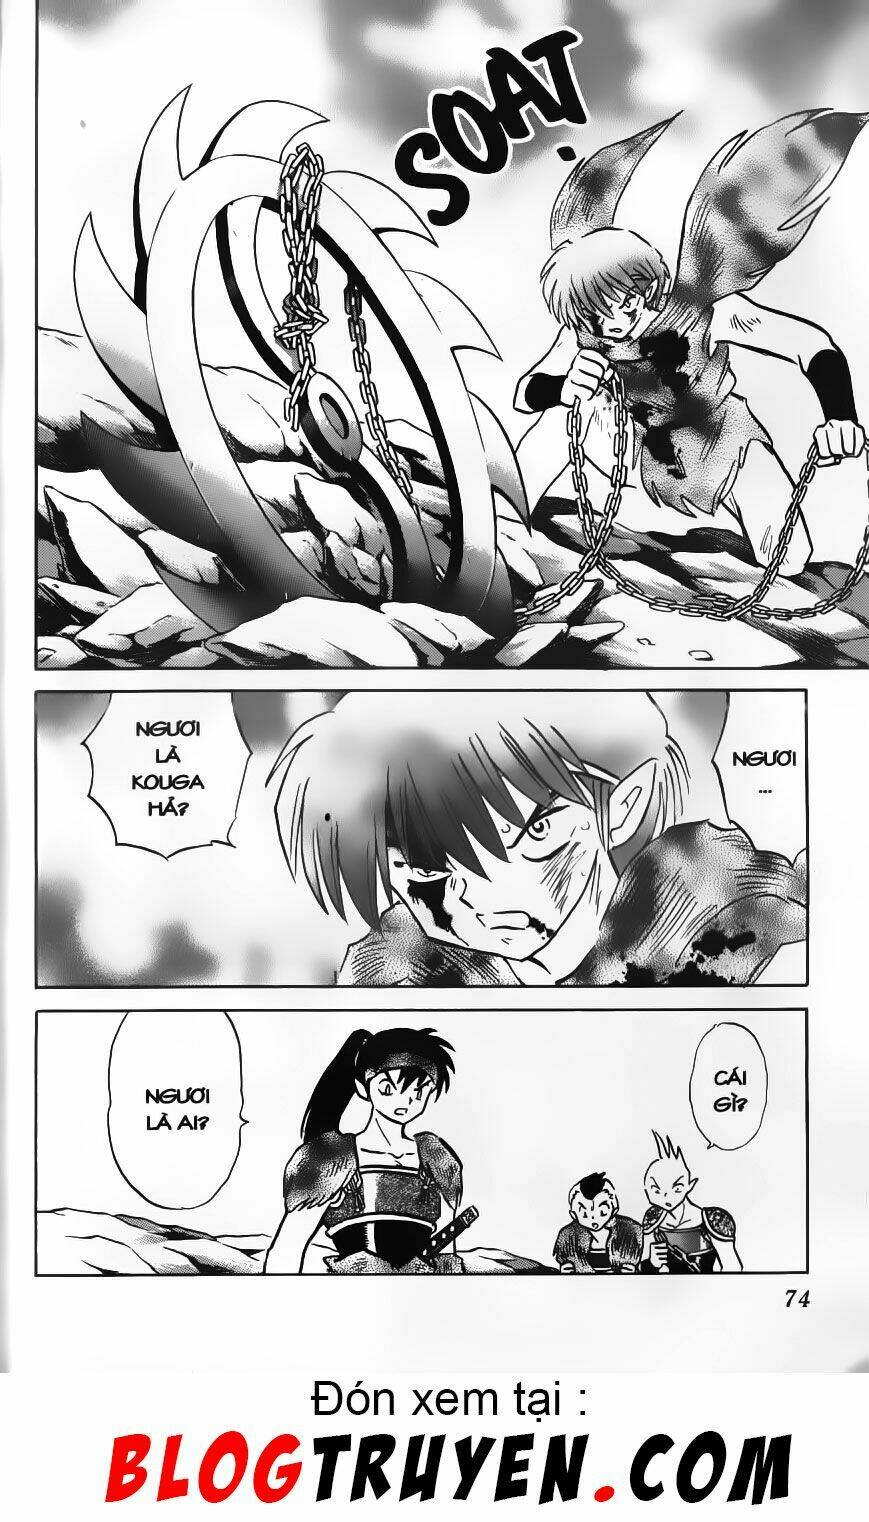 SOẠT
NGƯƠI
...
NGƯƠI
LÀ
KOUGA
HẢ?
CÁI
GÌ?
NGƯƠI
LÀ AI?
74
Đón xem tại :
BLOGTRUYEN.COM